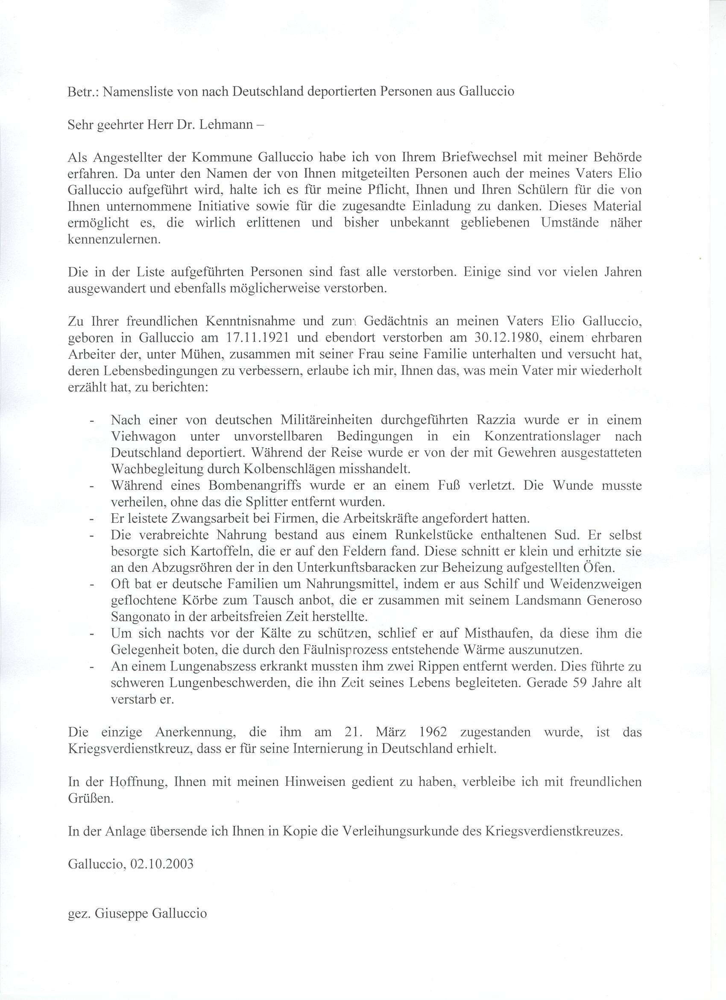 Betr.: Namensliste von nach Deutschland deportierten Personen aus Galluccio
Sehr geehrter Herr Dr. Lehmann –
Als Angestellter der Kommune Galluccio habe ich von Ihrem Briefwechsel mit meiner Behörde
erfahren. Da unter den Namen der von Ihnen mitgeteilten Personen auch der meines Vaters Elio
Galluccio aufgeführt wird, halte ich es für meine Pflicht, Ihnen und Ihren Schülern für die von
Ihnen unternommene Initiative sowie für die zugesandte Einladung zu danken. Dieses Material
ermöglicht es, die wirlich erlittenen und bisher unbekannt gebliebenen Umstände näher
kennenzulernen.
Die in der Liste aufgeführten Personen sind fast alle verstorben. Einige sind vor vielen Jahren
ausgewandert und ebenfalls möglicherweise verstorben.
Zu Ihrer freundlichen Kenntnisnahme und zum Gedächtnis an meinen Vaters Elio Galluccio,
geboren in Galluccio am 17.11.1921 und ebendort verstorben am 30.12.1980, einem ehrbaren
Arbeiter der, unter Mühen, zusammen mit seiner Frau seine Familie unterhalten und versucht hat,
deren Lebensbedingungen zu verbessern, erlaube ich mir, Ihnen das, was mein Vater mir wiederholt
erzählt hat, zu berichten:
- Nach einer von deutschen Militäreinheiten durchgeführten Razzia wurde er in einem
Viehwagon unter unvorstellbaren Bedingungen in ein Konzentrationslager nach
Deutschland deportiert. Während der Reise wurde er von der mit Gewehren ausgestatteten
Wachbegleitung durch Kolbenschlägen misshandelt.
- Während eines Bombenangriffs wurde er an einem Fuß verletzt. Die Wunde musste
verheilen, ohne das die Splitter entfernt wurden.
- Er leistete Zwangsarbeit bei Firmen, die Arbeitskräfte angefordert hatten.
- Die verabreichte Nahrung bestand aus einem Runkelstücke enthaltenen Sud. Er selbst
besorgte sich Kartoffeln, die er auf den Feldern fand. Diese schnitt er klein und erhitzte sie
an den Abzugsröhren der in den Unterkunftsbaracken zur Beheizung aufgestellten Öfen.
- Oft bat er deutsche Familien um Nahrungsmittel, indem er aus Schilf und Weidenzweigen
geflochtene Körbe zum Tausch anbot, die er zusammen mit seinem Landsmann Generoso
Sangonato in der arbeitsfreien Zeit herstellte.
- Um sich nachts vor der Kälte zu schützen, schlief er auf Misthaufen, da diese ihm die
Gelegenheit boten, die durch den Fäulnisprozess entstehende Wärme auszunutzen.
- An einem Lungenabszess erkrankt mussten ihm zwei Rippen entfernt werden. Dies führte zu
schweren Lungenbeschwerden, die ihn Zeit seines Lebens begleiteten. Gerade 59 Jahre alt
verstarb er.
Die einzige Anerkennung, die ihm am 21. März 1962 zugestanden wurde, ist das
Kriegsverdienstkreuz, dass er für seine Internierung in Deutschland erhielt.
In der Hoffnung, Ihnen mit meinen Hinweisen gedient zu haben, verbleibe ich mit freundlichen
Grüßen.
In der Anlage übersende ich Ihnen in Kopie die Verleihungsurkunde des Kriegsverdienstkreuzes.
Galluccio, 02.10.2003
gez. Giuseppe Galluccio